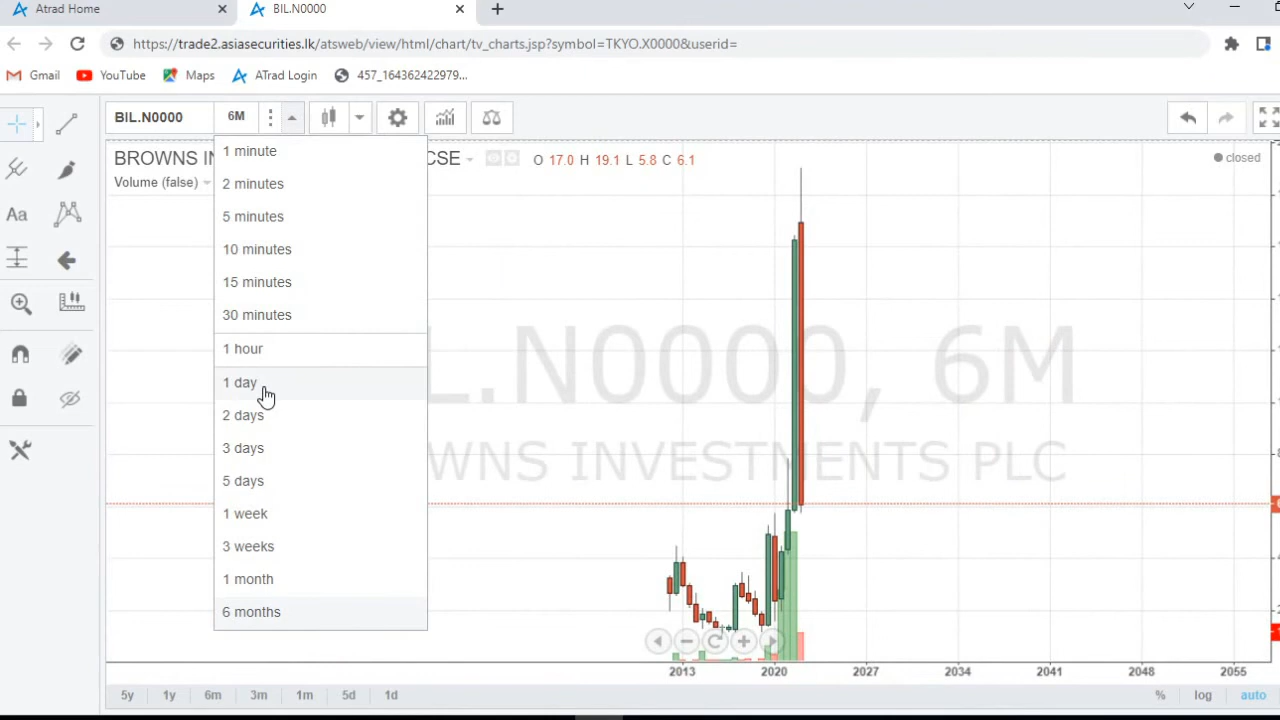 Atrad Home
BIL.N0000
https://trade2.asiasecurities.lk/atsweb/view/html/chart/tv_charts.jsp?symbol=TKYO.X0000&userid=
Gmail
YouTube
Maps
ATrad Login
457_164362422979...
BIL.N0000
6M
BROWNS IN
CSE
O 17.0 H 19.1 L 5.8 C 6.1
closed
Volume (false)
1 minute
2 minutes
5 minutes
10 minutes
15 minutes
30 minutes
1 hour
1 day
2 days
3 days
5 days
1 week
3 weeks
1 month
6 months
Aa
L.N0000, 6M
WNS INVESTMENTS PLC
2013 2020 2027 2034 2041 2048 2055
5y 1y 6m 3m 1m 5d 1d
% log auto